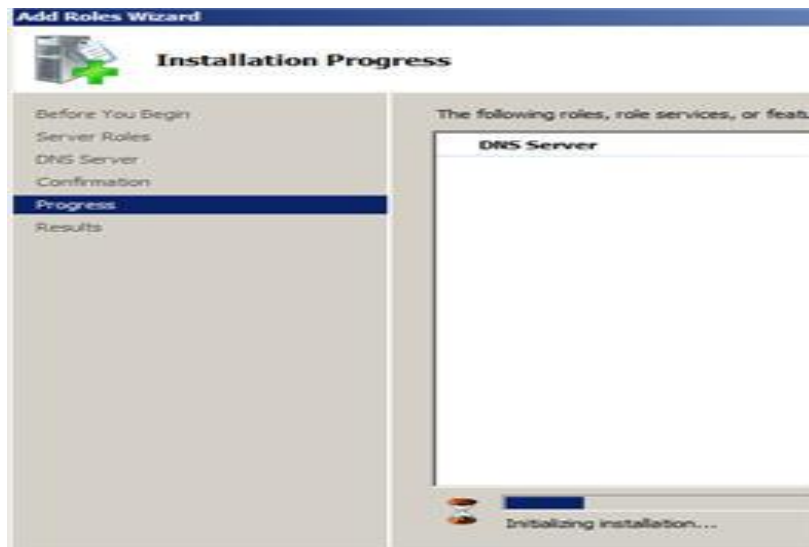 Add Roles Wizard
Installation Progress
Before You Begin
Server Roles
DNS Server
Confirmation
Progress
Results
The following roles, role services, or featu
DNS Server
Initializing installation...